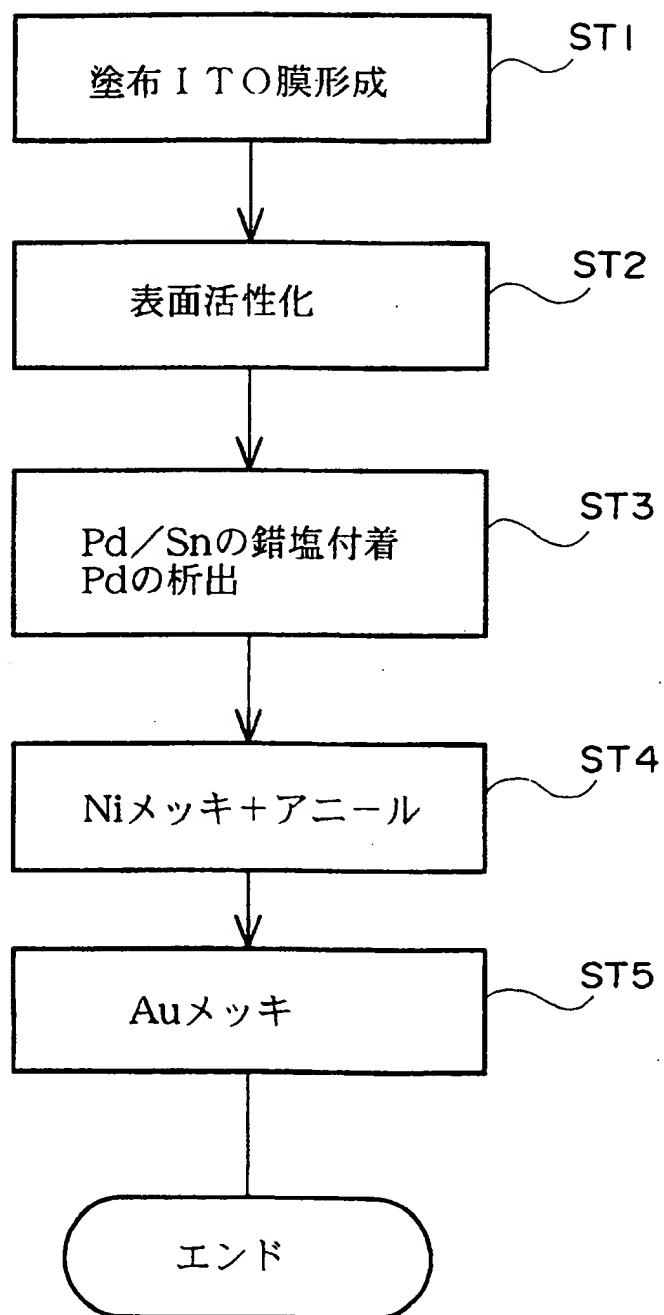 ST1
塗布ITO膜形成
ST2
表面活性化
ST3
Pd/Snの錯塩付着
Pdの析出
ST4
Niメッキ+アニール
ST5
Auメッキ
エンド